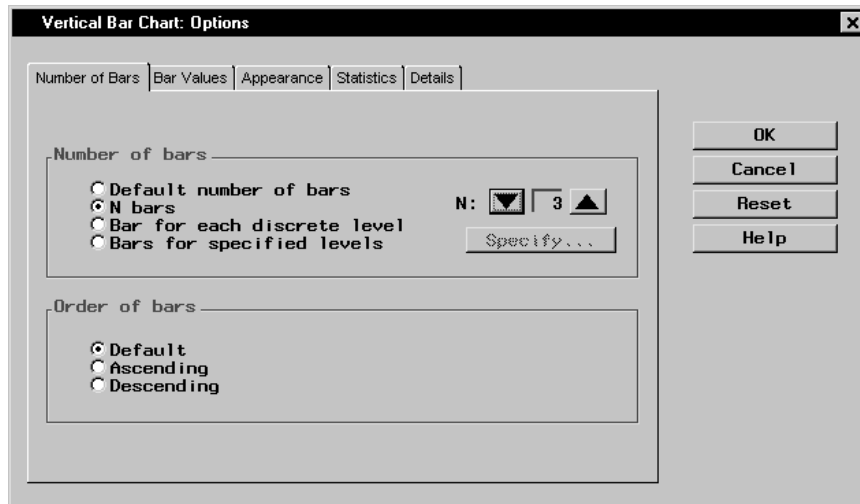 Vertical Bar Chart: Options
Number of Bars Bar Values Appearance Statistics Details
Number of bars
Default number of bars
N bars
Bar for each discrete level
Bars for specified levels
N: 3
Specify...
Order of bars
Default
Ascending
Descending
OK
Cancel
Reset
Help